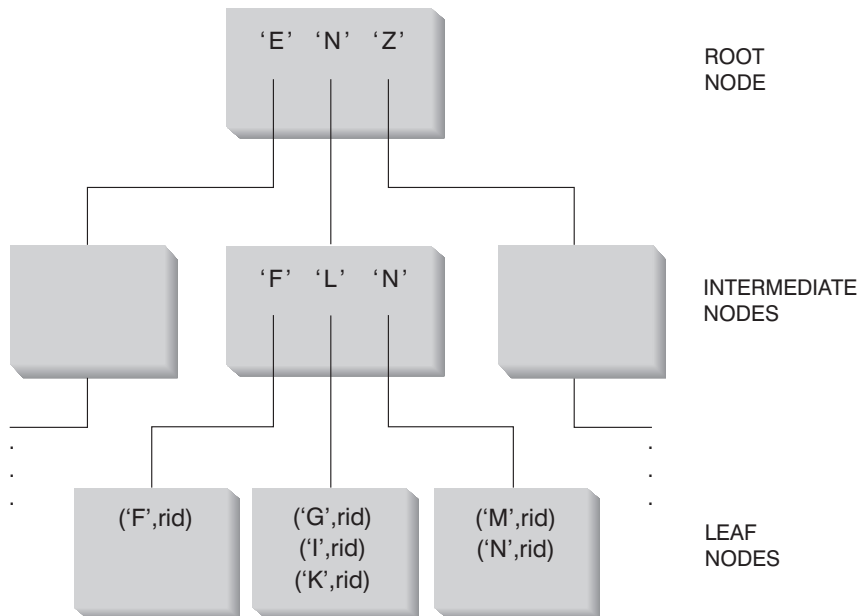 ‘E’ ‘N’ ‘Z’
ROOT
NODE
‘F’ ‘L’ ‘N’
INTERMEDIATE
NODES
(‘F’,rid)
(‘G’,rid)
(‘I’,rid)
(‘K’,rid)
(‘M’,rid)
(‘N’,rid)
LEAF
NODES